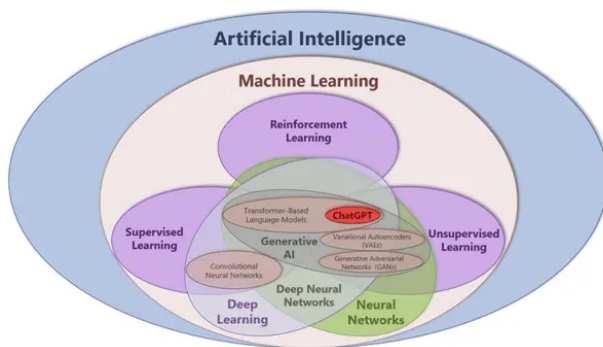 Artificial Intelligence
Machine Learning
Reinforcement
Learning
Transformer-Based
Language Models
ChatGPT
Supervised
Learning
Generative
AI
Variational Autoencoders
(VAEs)
Unsupervised
Learning
Convolutional
Neural Networks
Generative Adversarial
Networks (GANs)
Deep Neural
Networks
Deep
Learning
Neural
Networks